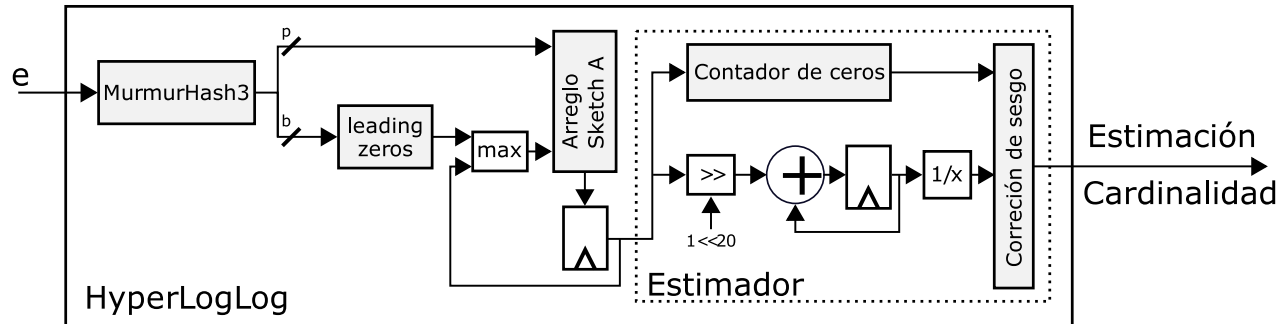 e
MurmurHash3
p
b
leading
zeros
max
Arreglo
Sketch A
Contador de ceros
>>
1<<20
+
1/x
Correción de sesgo
Estimador
HyperLogLog
Estimación
Cardinalidad